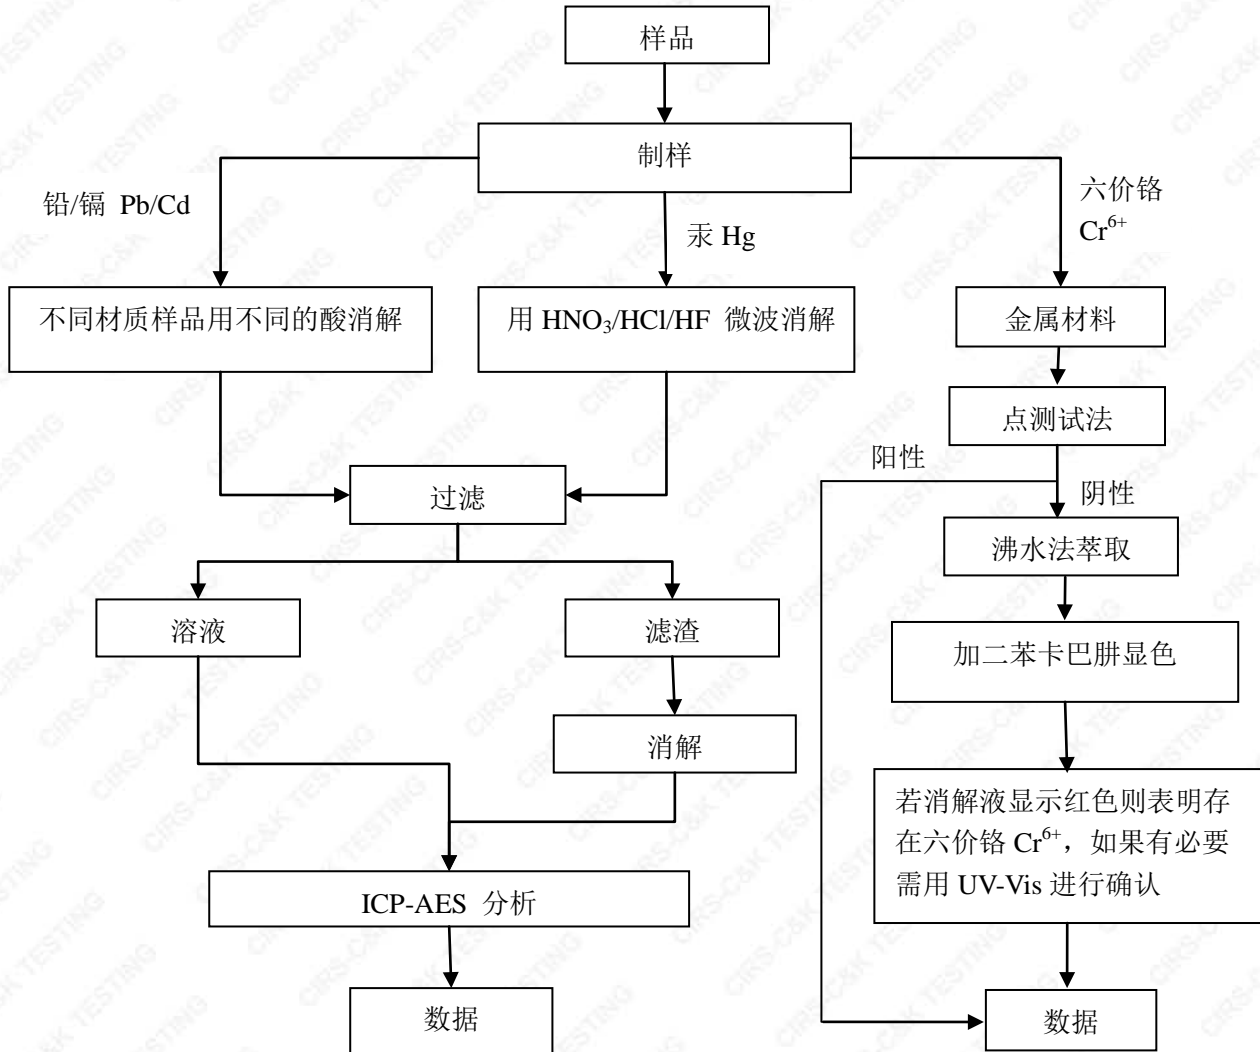 样品
制样
铅/镉 Pb/Cd
汞 Hg
六价铬
Cr6+
不同材质样品用不同的酸消解
用 HNO3/HCl/HF 微波消解
金属材料
点测试法
阳性
阴性
过滤
沸水法萃取
溶液
滤渣
加二苯卡巴肼显色
消解
若消解液显示红色则表明存
在六价铬 Cr6+，如果有必要
需用 UV-Vis 进行确认
ICP-AES 分析
数据
数据
CIRS-C&K TESTING